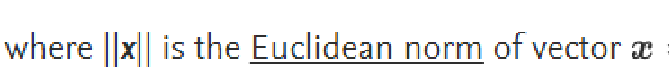 where ||x|| is the Euclidean norm of vector x =